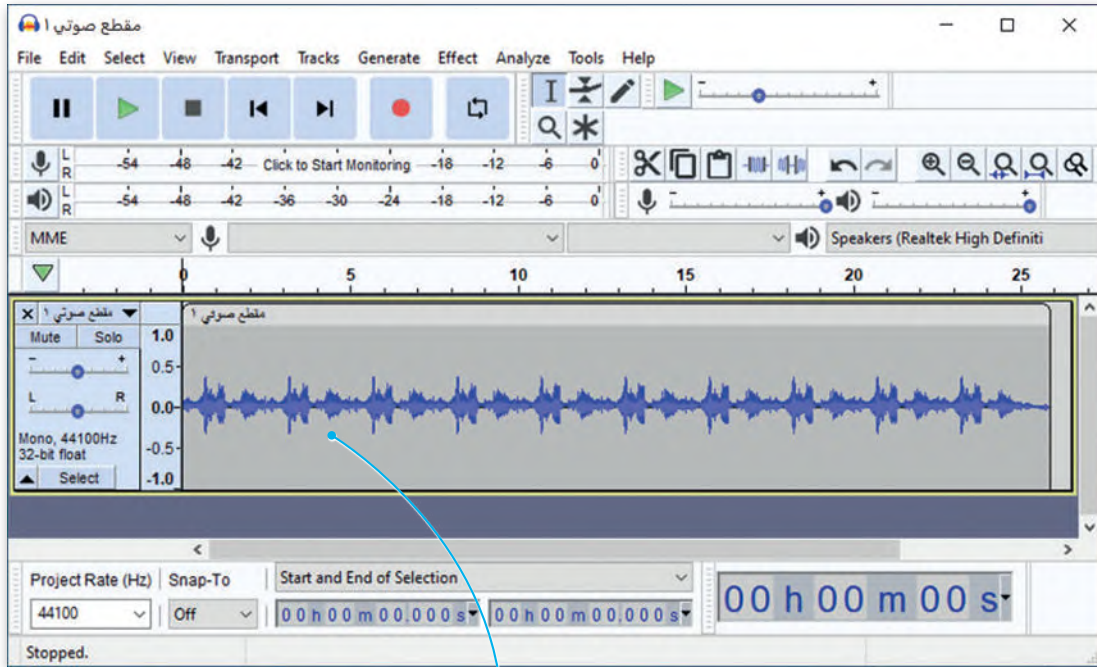 مقطع صوتي ١
File Edit Select View Transport Tracks Generate Effect Analyze Tools Help
- +
L R -54 -48 -42 Click to Start Monitoring -18 -12 -6 0
L R -54 -48 -42 -36 -30 -24 -18 -12 -6 0 - + - +
MME Speakers (Realtek High Definiti
0 5 10 15 20 25
مقطع صوتي ١ مقطع صوتي ١
Mute Solo 1.0
- + 0.5
L R 0.0
Mono, 44100Hz
32-bit float -0.5
Select -1.0
Project Rate (Hz) Snap-To Start and End of Selection
44100 Off 00 h 00 m 00.000 s 00 h 00 m 00.000 s 00 h 00 m 00 s
Stopped.